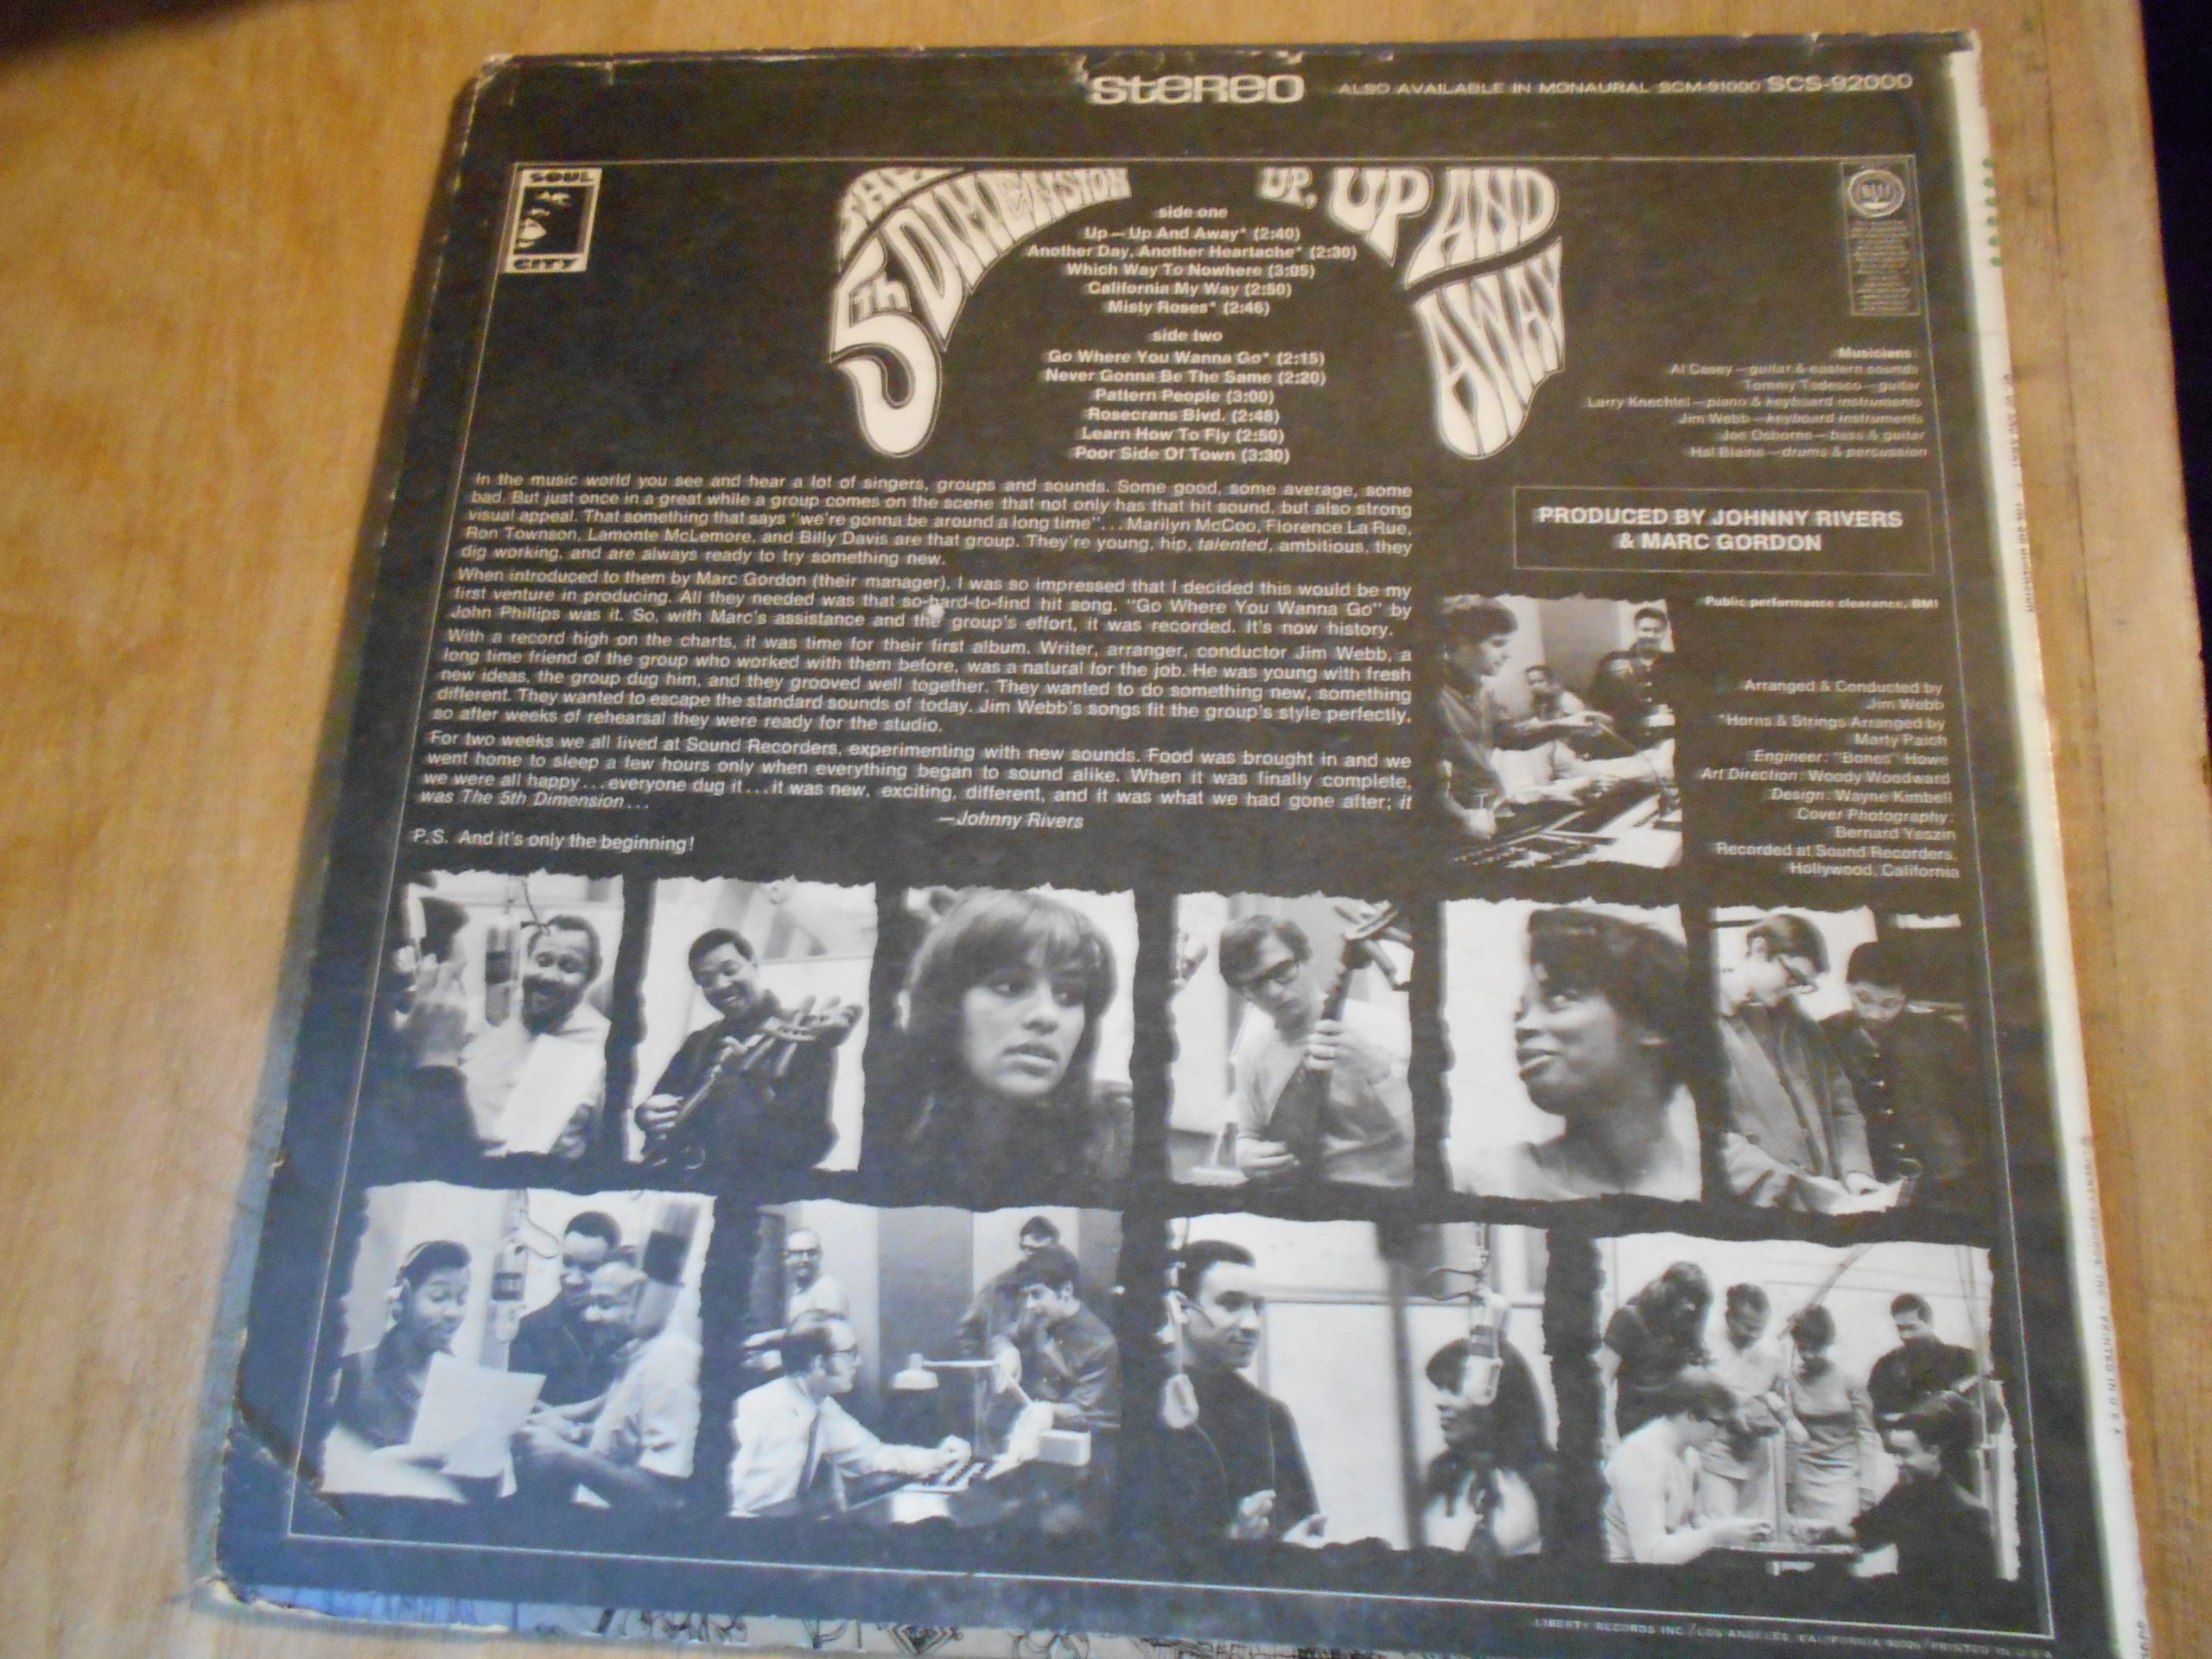 stereo ALSO AVAILABLE IN MONAURAL SCM-91000 SCS-92000
SOUL
CITY
THE 5th DIMENSION UP, UP AND AWAY
side one
Up—Up And Away* (2:40)
Another Day, Another Heartache* (2:30)
Which Way To Nowhere (3:05)
California My Way (2:50)
Misty Roses* (2:46)
side two
Go Where You Wanna Go* (2:15)
Never Gonna Be The Same (2:20)
Pattern People (3:00)
Rosecrans Blvd. (2:48)
Learn How To Fly (2:50)
Poor Side Of Town (3:30)
Musicians:
Al Casey—guitar & eastern sounds
Tommy Tedesco—guitar
Larry Knechtel—piano & keyboard instruments
Jim Webb—keyboard instruments
Joe Osborne—bass & guitar
Hal Blaine—drums & percussion
In the music world you see and hear a lot of singers, groups and sounds. Some good, some average, some
bad. But just once in a great while a group comes on the scene that not only has that hit sound, but also strong
visual appeal. That something that says "we're gonna be around a long time"...Marilyn McCoo, Florence La Rue,
Ron Townson, Lamonte McLemore, and Billy Davis are that group. They're young, hip, talented, ambitious, they
dig working, and are always ready to try something new.
When introduced to them by Marc Gordon (their manager), I was so impressed that I decided this would be my
first venture in producing. All they needed was that so-hard-to-find hit song. "Go Where You Wanna Go" by
John Phillips was it. So, with Marc's assistance and the group's effort, it was recorded. It's now history.
With a record high on the charts, it was time for their first album. Writer, arranger, conductor Jim Webb, a
long time friend of the group who worked with them before, was a natural for the job. He was young with fresh
new ideas, the group dug him, and they grooved well together. They wanted to do something new, something
different. They wanted to escape the standard sounds of today. Jim Webb's songs fit the group's style perfectly,
so after weeks of rehearsal they were ready for the studio.
For two weeks we all lived at Sound Recorders, experimenting with new sounds. Food was brought in and we
went home to sleep a few hours only when everything began to sound alike. When it was finally complete,
we were all happy...everyone dug it...it was new, exciting, different, and it was what we had gone after; it
was The 5th Dimension...
—Johnny Rivers
P.S. And it's only the beginning!
PRODUCED BY JOHNNY RIVERS
& MARC GORDON
Public performance clearance, BMI
Arranged & Conducted by
Jim Webb
*Horns & Strings Arranged by
Marty Paich
Engineer: "Bones" Howe
Art Direction: Woody Woodward
Design: Wayne Kimbell
Cover Photography:
Bernard Yeszin
Recorded at Sound Recorders,
Hollywood, California
LIBERTY RECORDS INC./LOS ANGELES, CALIFORNIA /PRINTED IN U.S.A.